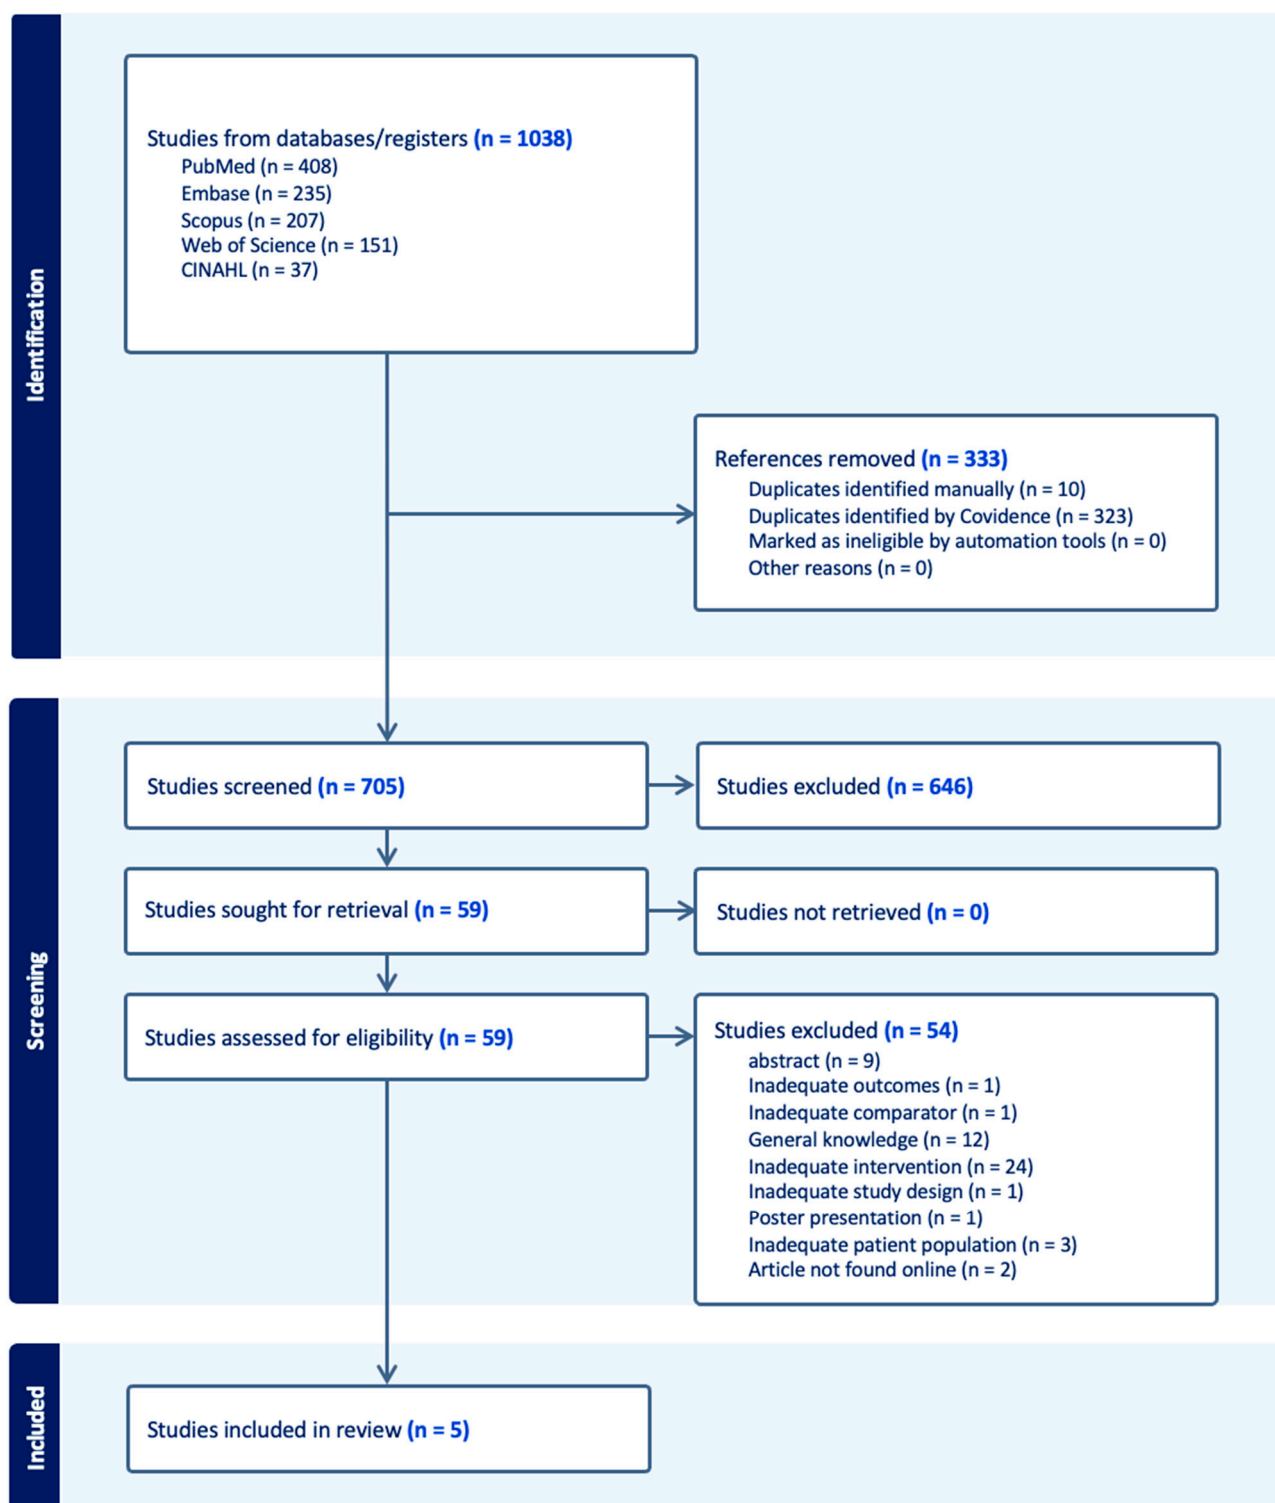 Identification
Studies from databases/registers (n = 1038)
PubMed (n = 408)
Embase (n = 235)
Scopus (n = 207)
Web of Science (n = 151)
CINAHL (n = 37)
References removed (n = 333)
Duplicates identified manually (n = 10)
Duplicates identified by Covidence (n = 323)
Marked as ineligible by automation tools (n = 0)
Other reasons (n = 0)
Screening
Studies screened (n = 705)
Studies excluded (n = 646)
Studies sought for retrieval (n = 59)
Studies not retrieved (n = 0)
Studies assessed for eligibility (n = 59)
Studies excluded (n = 54)
abstract (n = 9)
Inadequate outcomes (n = 1)
Inadequate comparator (n = 1)
General knowledge (n = 12)
Inadequate intervention (n = 24)
Inadequate study design (n = 1)
Poster presentation (n = 1)
Inadequate patient population (n = 3)
Article not found online (n = 2)
Included
Studies included in review (n = 5)